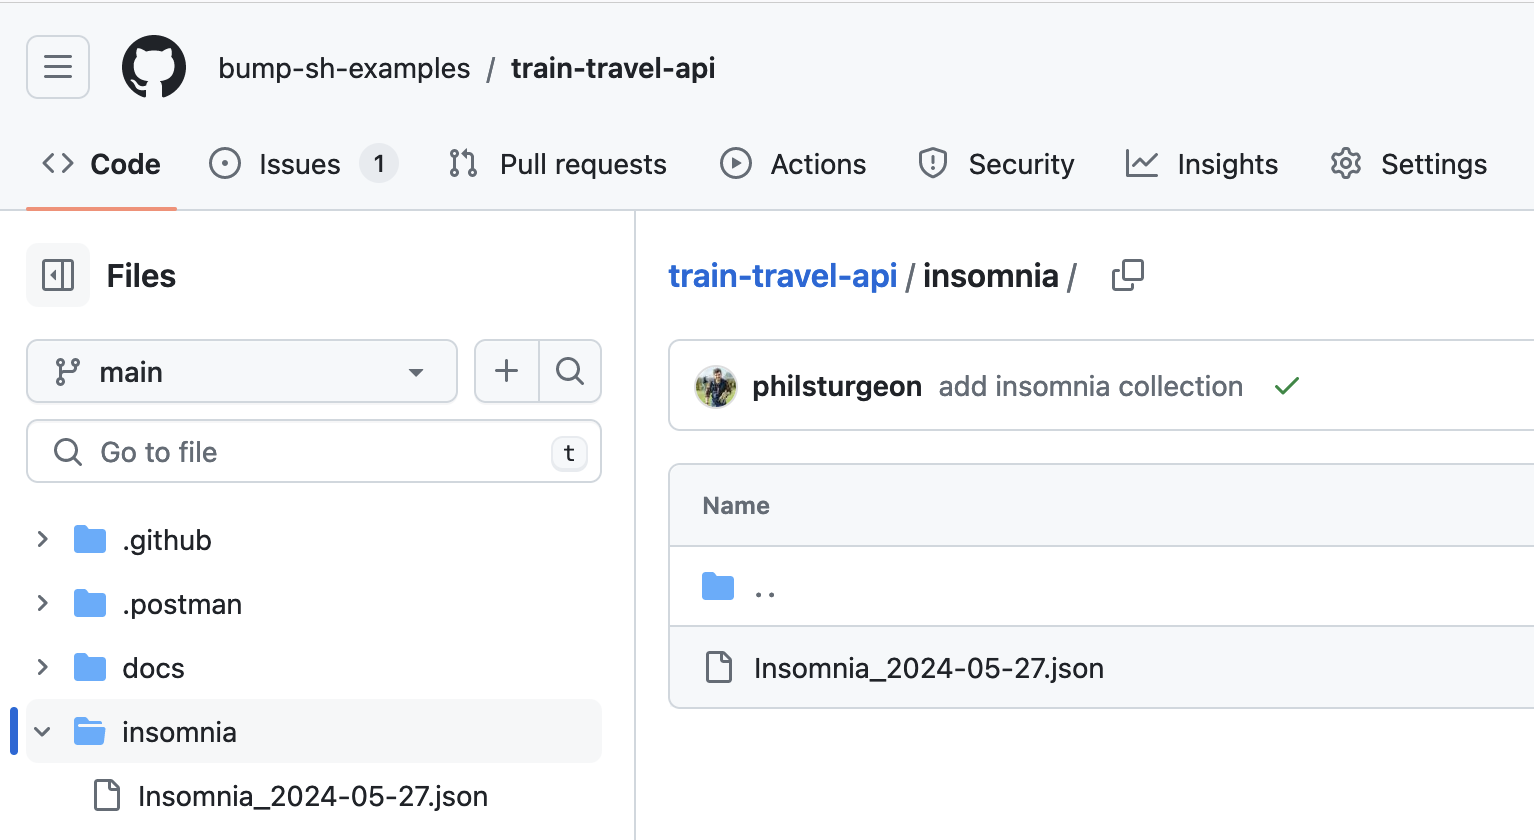 bump-sh-examples / train-travel-api
Code Issues 1 Pull requests Actions Security Insights Settings
Files
main
Go to file t
.github
.postman
docs
insomnia
Insomnia_2024-05-27.json
train-travel-api / insomnia /
philsturgeon add insomnia collection
Name
..
Insomnia_2024-05-27.json